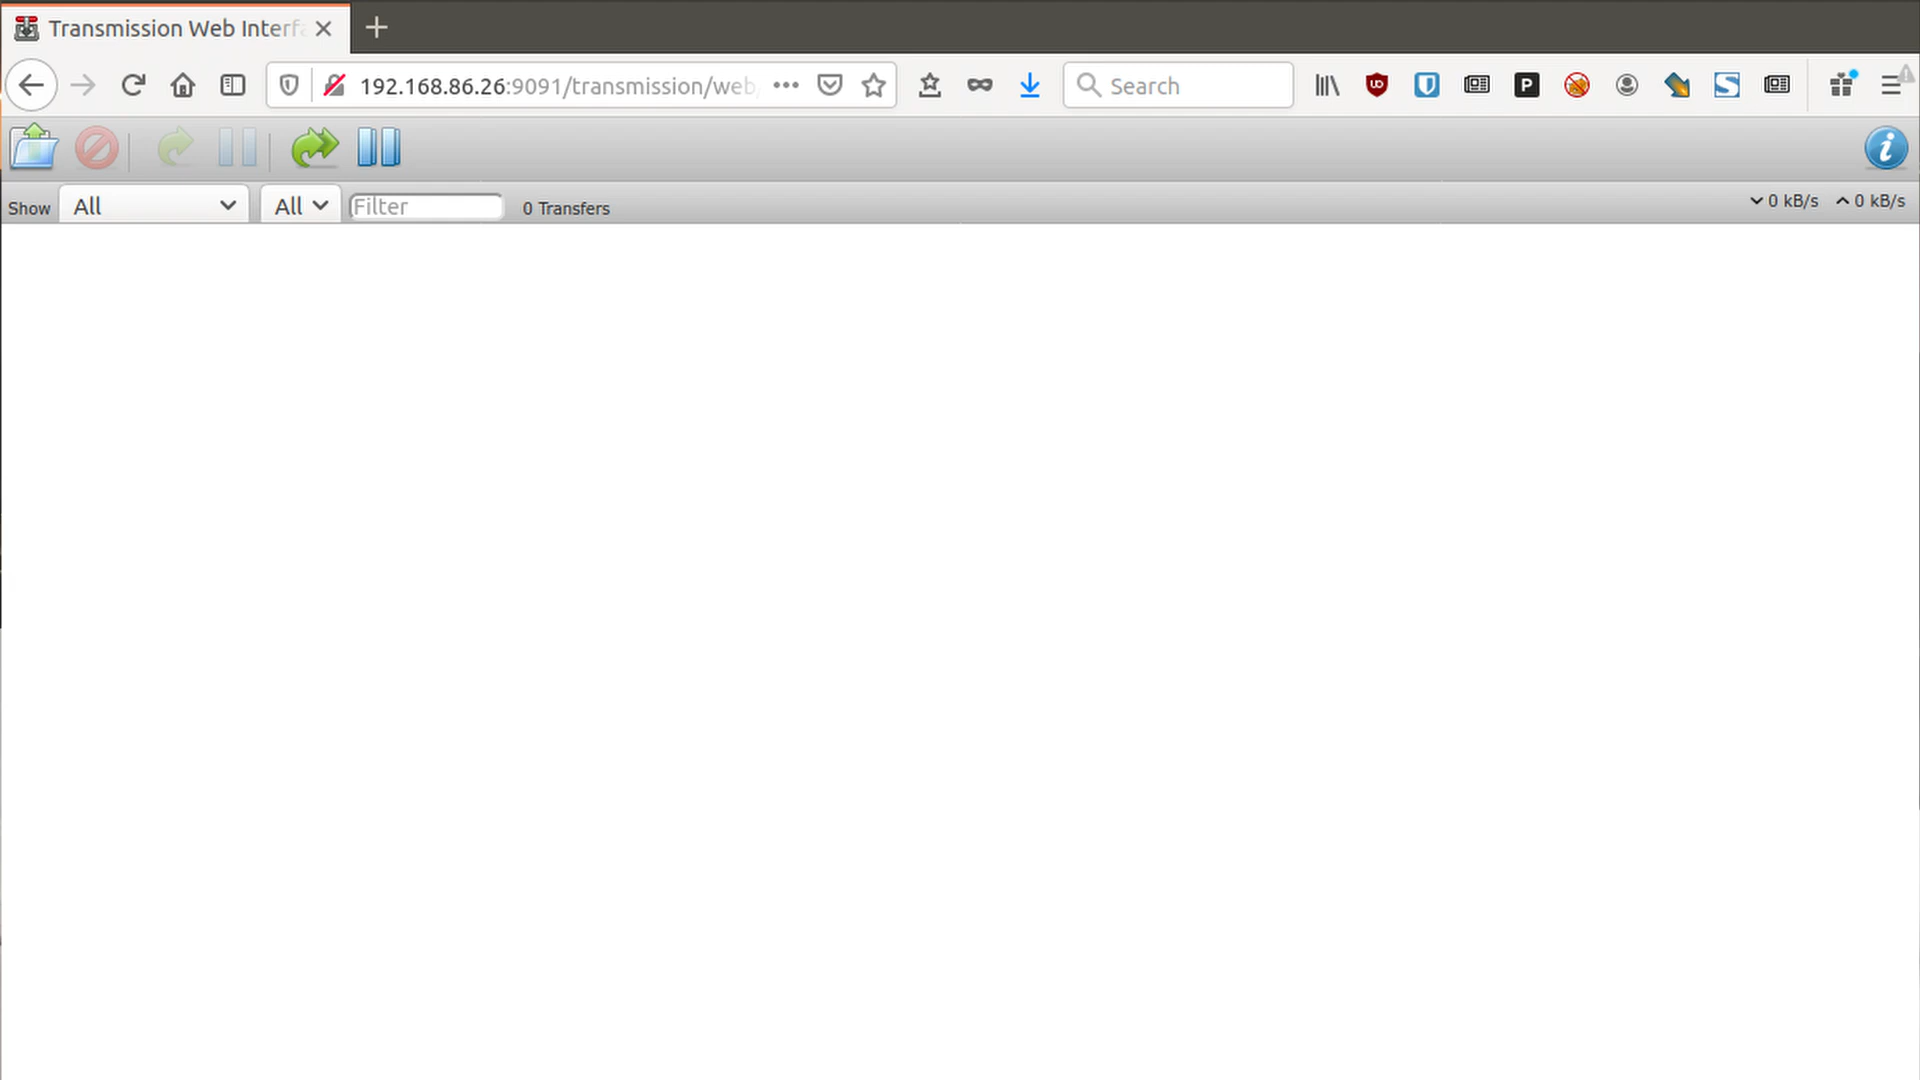 Transmission Web Interfa
192.168.86.26:9091/transmission/web
Search
Show All All Filter 0 Transfers 0 kB/s 0 kB/s